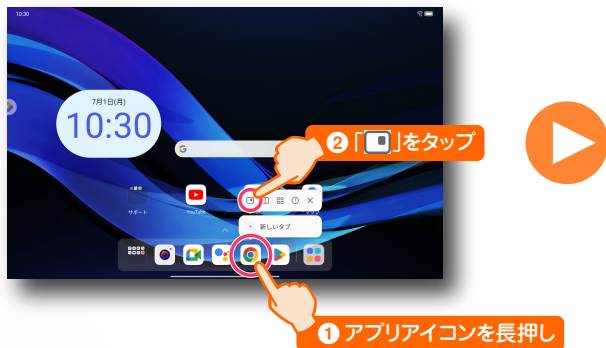 10:30
7月1日(月)
10:30
❷「」をタップ
サポート
YouTube
新しいタブ
❶アプリアイコンを長押し